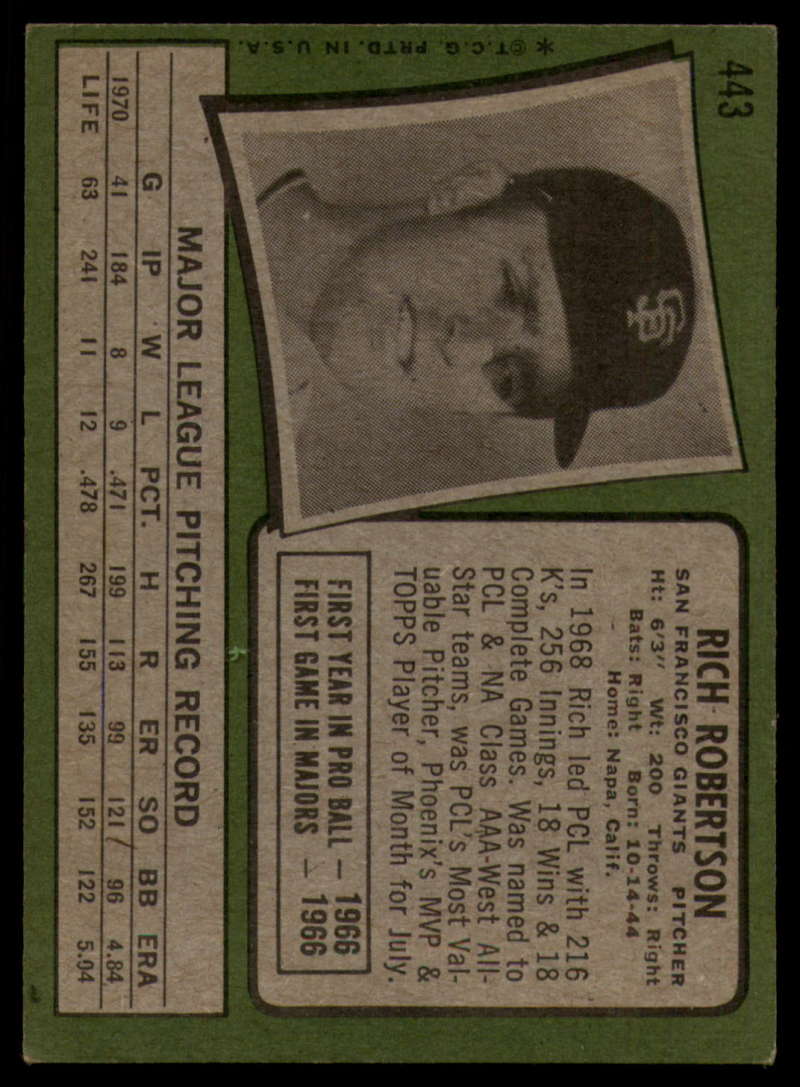 443
RICH ROBERTSON
SAN FRANCISCO GIANTS PITCHER
Ht: 6'3" Wt: 200 Throws: Right
Bats: Right Born: 10-14-44
Home: Napa, Calif.
In 1968 Rich led PCL with 216
K's, 256 Innings, 18 Wins & 18
Complete Games. Was named to
PCL & NA Class AAA-West All-
Star teams, was PCL's Most Val-
uable Pitcher, Phoenix's MVP &
TOPPS Player of Month for July.
FIRST YEAR IN PRO BALL — 1966
FIRST GAME IN MAJORS — 1966
SF
MAJOR LEAGUE PITCHING RECORD
G IP W L PCT. H R ER SO BB ERA
1970 41 184 8 9 .471 199 113 99 121 96 4.84
LIFE 63 241 11 12 .478 267 155 135 152 122 5.04
*©T.C.G. PRTD. IN U.S.A.